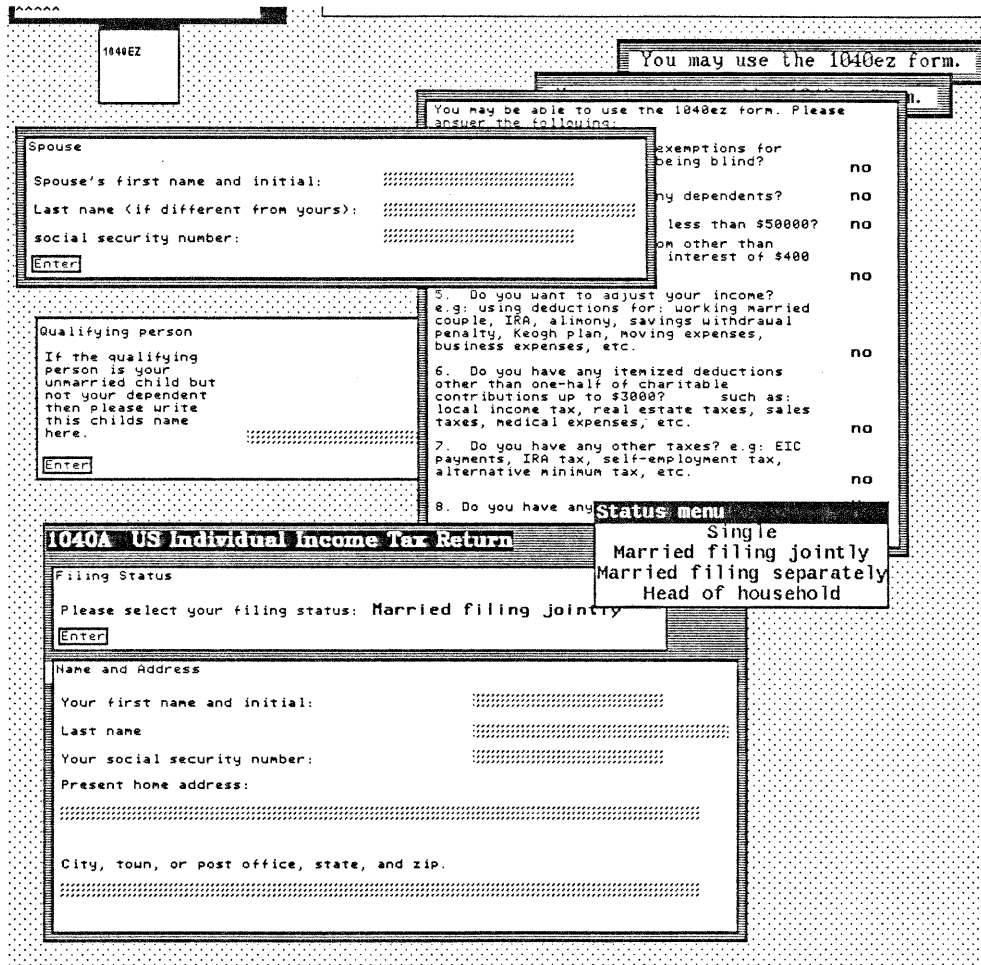 ^^^^^
1040EZ
You may use the 1040ez form.
m.
You may be able to use the 1040ez form. Please
answer the following:
exemptions for
being blind?
no
ny dependents?
no
less than $50000?
no
om other than
interest of $400
no
5. Do you want to adjust your income?
e.g: using deductions for: working married
couple, IRA, alimony, savings withdrawal
penalty, Keogh plan, moving expenses,
business expenses, etc.
no
6. Do you have any itemized deductions
other than one-half of charitable
contributions up to $3000? such as:
local income tax, real estate taxes, sales
taxes, medical expenses, etc.
no
7. Do you have any other taxes? e.g: EIC
payments, IRA tax, self-employment tax,
alternative minimum tax, etc.
no
8. Do you have any
Spouse
Spouse's first name and initial:
Last name (if different from yours):
social security number:
Enter
Qualifying person
If the qualifying
person is your
unmarried child but
not your dependent
then please write
this childs name
here.
Enter
Status menu
Single
Married filing jointly
Married filing separately
Head of household
1040A US Individual Income Tax Return
Filing Status
Please select your filing status: Married filing jointly
Enter
Name and Address
Your first name and initial:
Last name
Your social security number:
Present home address:
City, town, or post office, state, and zip.